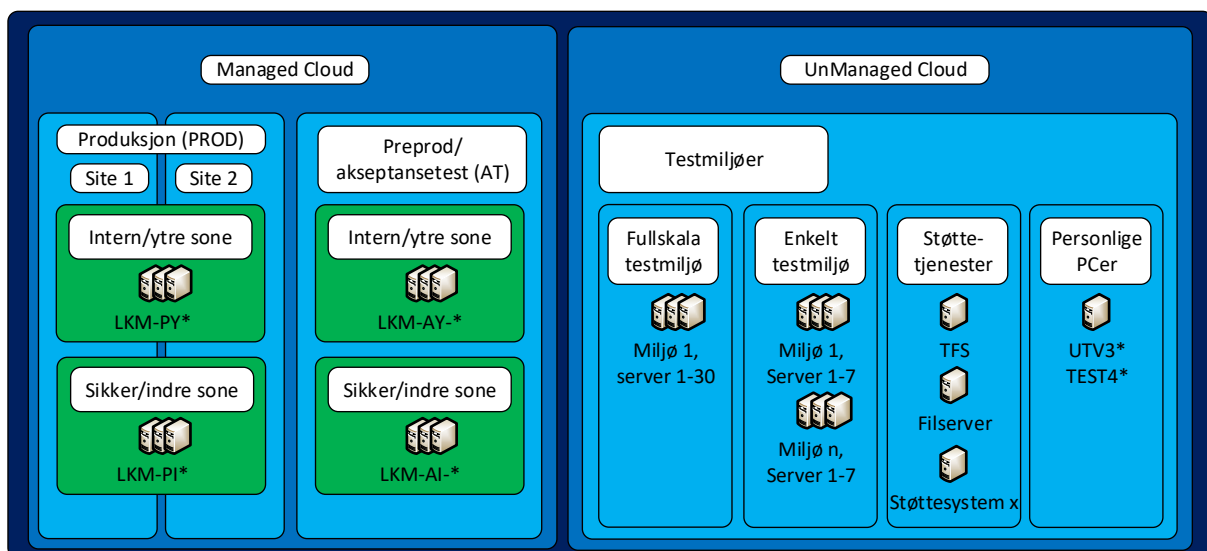 Managed Cloud
Produksjon (PROD)
Site 1
Site 2
Intern/ytre sone
LKM-PY*
Sikker/indre sone
LKM-PI*
Preprod/
akseptansetest (AT)
Intern/ytre sone
LKM-AY-*
Sikker/indre sone
LKM-AI-*
UnManaged Cloud
Testmiljøer
Fullskala
testmiljø
Miljø 1,
server 1-30
Enkelt
testmiljø
Miljø 1,
Server 1-7
Miljø n,
Server 1-7
Støtte-
tjenester
TFS
Filserver
Støttesystem x
Personlige
PCer
UTV3*
TEST4*